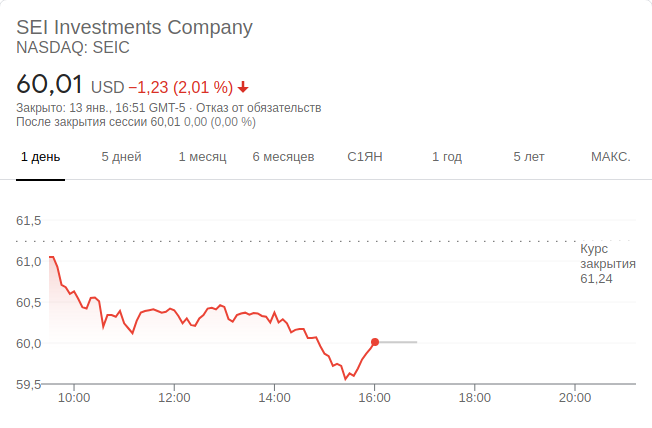 SEI Investments Company
NASDAQ: SEIC
60,01 USD −1,23 (2,01 %)
Закрыто: 13 янв., 16:51 GMT-5 · Отказ от обязательств
После закрытия сессии 60,01 0,00 (0,00 %)
1 день 5 дней 1 месяц 6 месяцев С1ЯН 1 год 5 лет МАКС.
61,5
Курс
61,0
закрытия
61,24
60,5
60,0
59,5
10:00 12:00 14:00 16:00 18:00 20:00